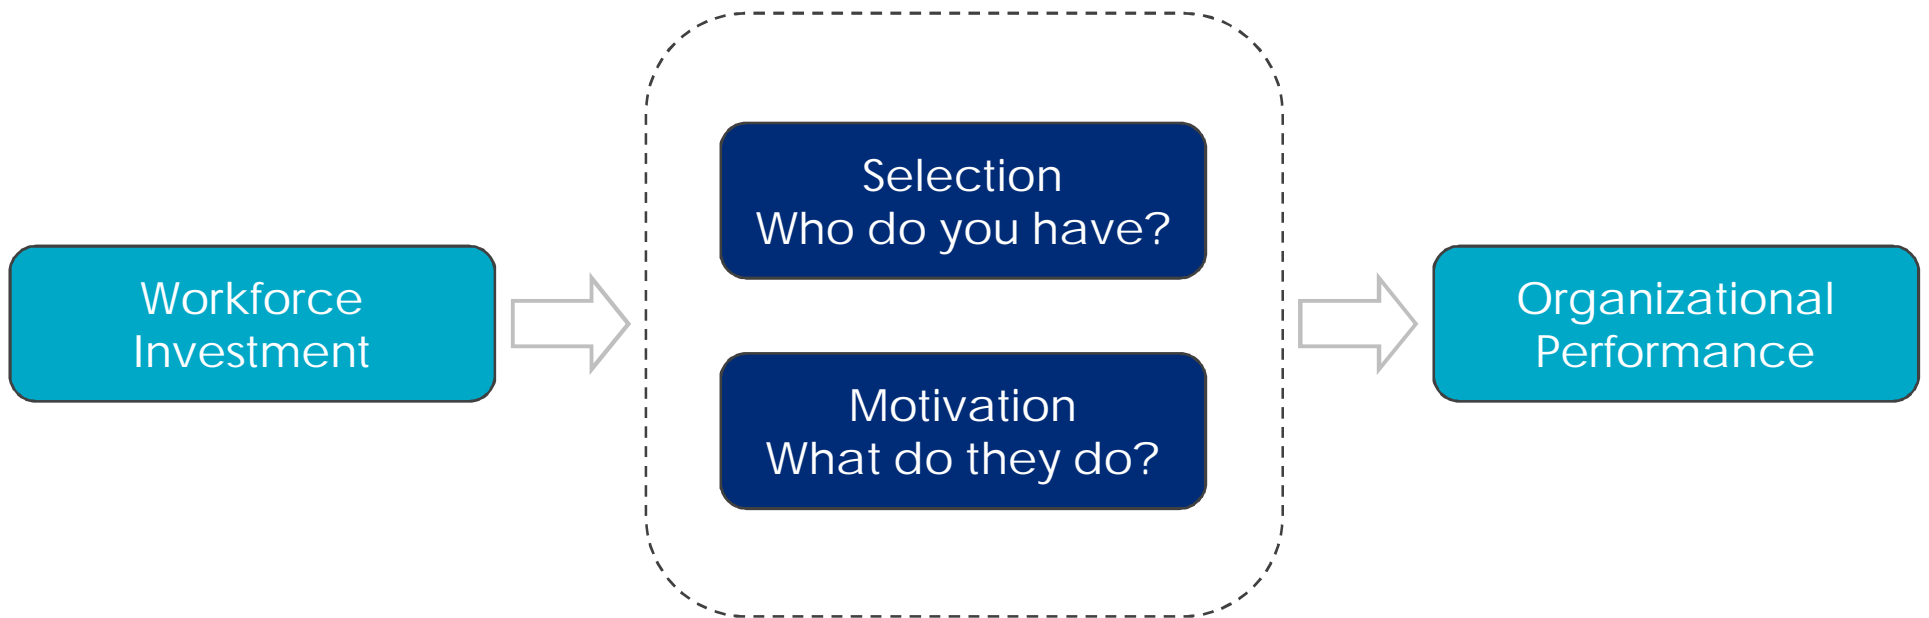 Workforce
Investment
Selection
Who do you have?
Motivation
What do they do?
Organizational
Performance